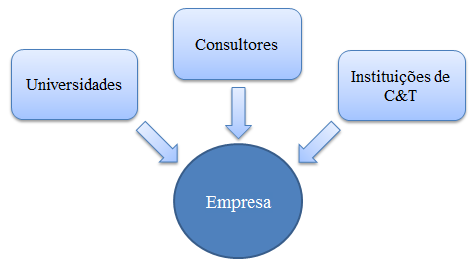 Universidades
Consultores
Instituições de
C&T
Empresa